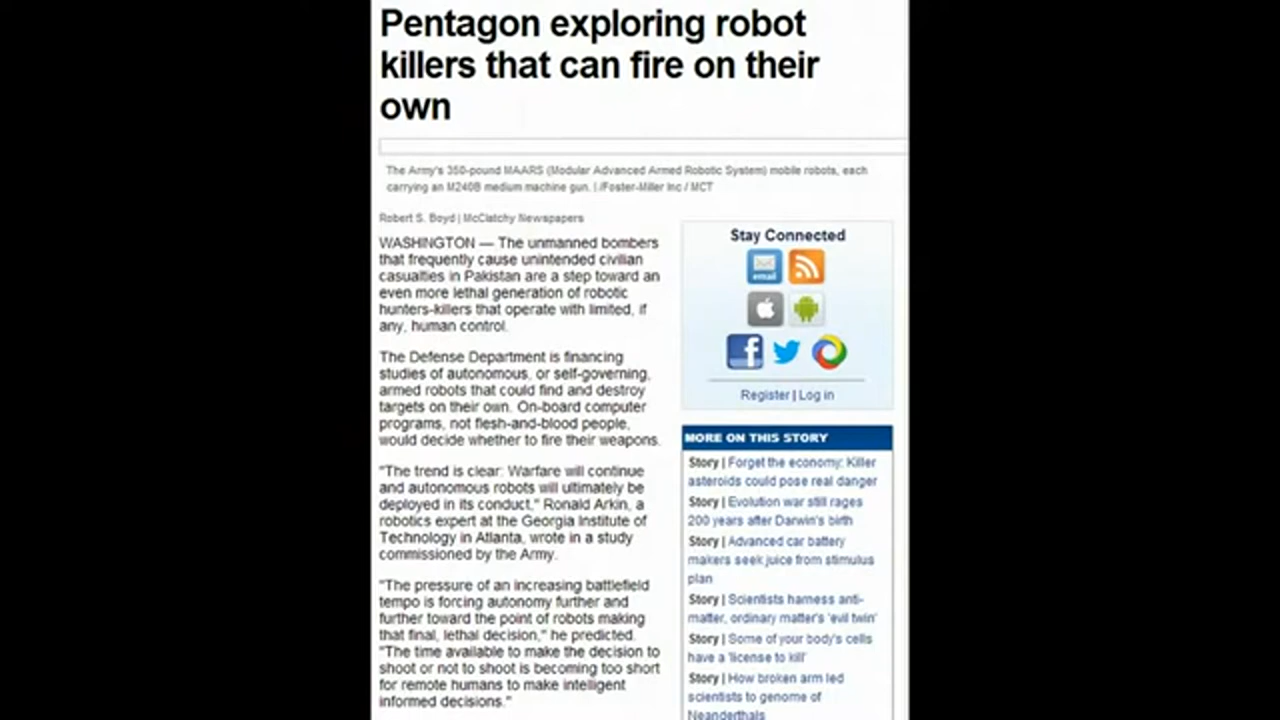 Pentagon exploring robot
killers that can fire on their
own
The Army's 350-pound MAARS (Modular Advanced Armed Robotic System) mobile robots, each
carrying an M240B medium machine gun. | /Foster-Miller Inc / MCT
Robert S. Boyd | McClatchy Newspapers
WASHINGTON — The unmanned bombers
that frequently cause unintended civilian
casualties in Pakistan are a step toward an
even more lethal generation of robotic
hunters-killers that operate with limited, if
any, human control.
The Defense Department is financing
studies of autonomous, or self-governing,
armed robots that could find and destroy
targets on their own. On-board computer
programs, not flesh-and-blood people,
would decide whether to fire their weapons.
"The trend is clear: Warfare will continue
and autonomous robots will ultimately be
deployed in its conduct," Ronald Arkin, a
robotics expert at the Georgia Institute of
Technology in Atlanta, wrote in a study
commissioned by the Army.
"The pressure of an increasing battlefield
tempo is forcing autonomy further and
further toward the point of robots making
that final, lethal decision," he predicted.
"The time available to make the decision to
shoot or not to shoot is becoming too short
for remote humans to make intelligent
informed decisions."
Stay Connected
email
f
Register | Log in
MORE ON THIS STORY
Story | Forget the economy: Killer
asteroids could pose real danger
Story | Evolution war still rages
200 years after Darwin's birth
Story | Advanced car battery
makers seek juice from stimulus
plan
Story | Scientists harness anti-
matter, ordinary matter's 'evil twin'
Story | Some of your body's cells
have a 'license to kill'
Story | How broken arm led
scientists to genome of
Neanderthals